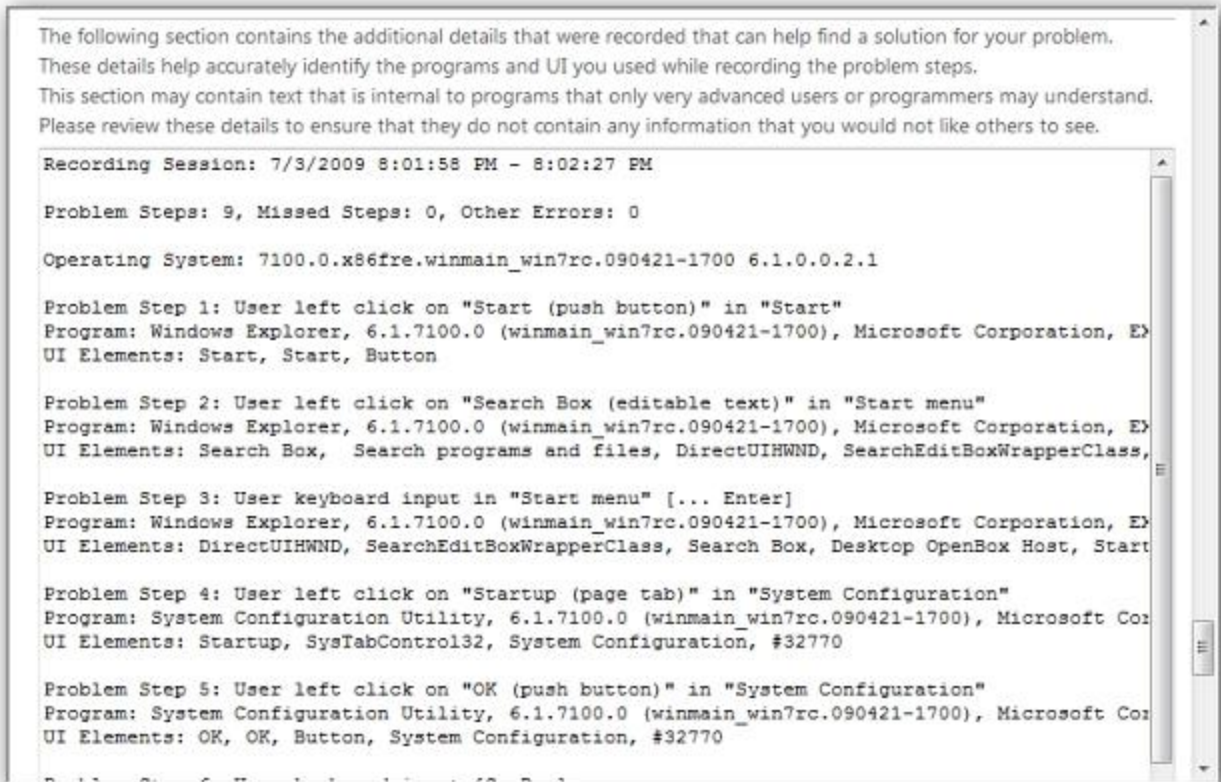 The following section contains the additional details that were recorded that can help find a solution for your problem.
These details help accurately identify the programs and UI you used while recording the problem steps.
This section may contain text that is internal to programs that only very advanced users or programmers may understand.
Please review these details to ensure that they do not contain any information that you would not like others to see.
Recording Session: 7/3/2009 8:01:58 PM - 8:02:27 PM
Problem Steps: 9, Missed Steps: 0, Other Errors: 0
Operating System: 7100.0.x86fre.winmain_win7rc.090421-1700 6.1.0.0.2.1
Problem Step 1: User left click on "Start (push button)" in "Start"
Program: Windows Explorer, 6.1.7100.0 (winmain_win7rc.090421-1700), Microsoft Corporation,
UI Elements: Start, Start, Button
Problem Step 2: User left click on "Search Box (editable text)" in "Start menu"
Program: Windows Explorer, 6.1.7100.0 (winmain_win7rc.090421-1700), Microsoft Corporation,
UI Elements: Search Box,  Search programs and files, DirectUIHWND, SearchEditBoxWrapperClass,
Problem Step 3: User keyboard input in "Start menu" [... Enter]
Program: Windows Explorer, 6.1.7100.0 (winmain_win7rc.090421-1700), Microsoft Corporation,
UI Elements: DirectUIHWND, SearchEditBoxWrapperClass, Search Box, Desktop OpenBox Host, Start
Problem Step 4: User left click on "Startup (page tab)" in "System Configuration"
Program: System Configuration Utility, 6.1.7100.0 (winmain_win7rc.090421-1700), Microsoft
UI Elements: Startup, SysTabControl32, System Configuration, #32770
Problem Step 5: User left click on "OK (push button)" in "System Configuration"
Program: System Configuration Utility, 6.1.7100.0 (winmain_win7rc.090421-1700), Microsoft
UI Elements: OK, OK, Button, System Configuration, #32770